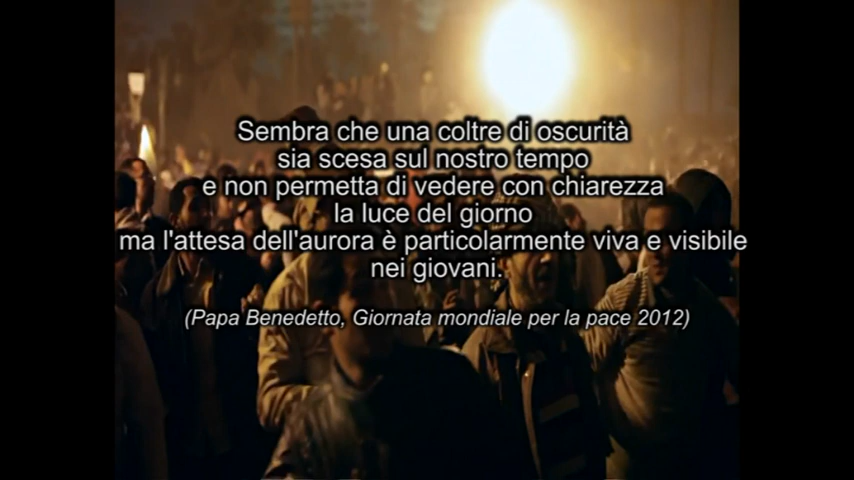 Sembra che una coltre di oscurità
sia scesa sul nostro tempo
e non permetta di vedere con chiarezza
la luce del giorno
ma l'attesa dell'aurora è particolarmente viva e visibile
nei giovani.
(Papa Benedetto, Giornata mondiale per la pace 2012)